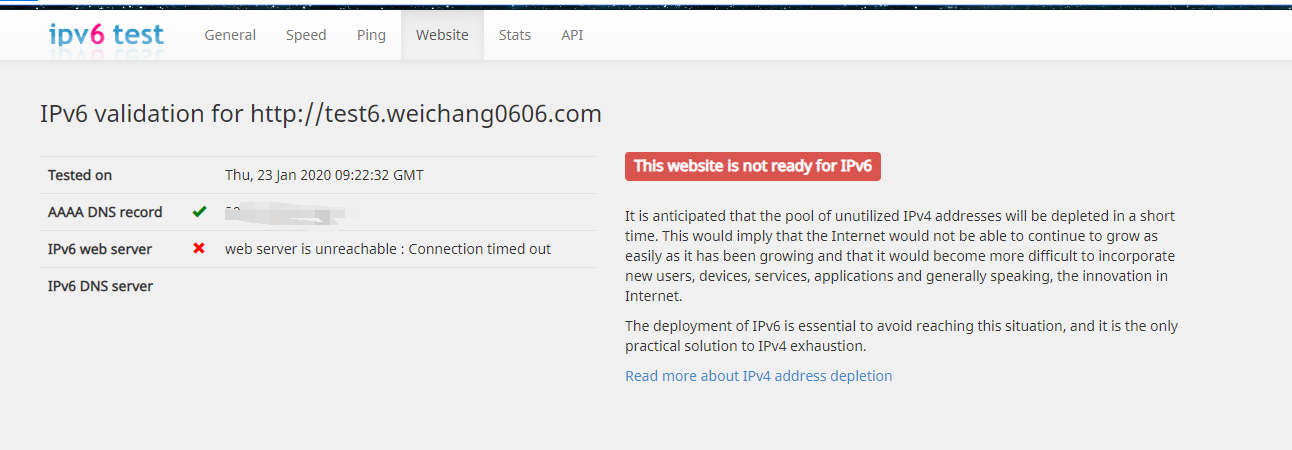 ipv6 test
General Speed Ping Website Stats API
IPv6 validation for http://test6.weichang0606.com
Tested on Thu, 23 Jan 2020 09:22:32 GMT
AAAA DNS record
IPv6 web server web server is unreachable : Connection timed out
IPv6 DNS server
This website is not ready for IPv6
It is anticipated that the pool of unutilized IPv4 addresses will be depleted in a short
time. This would imply that the Internet would not be able to continue to grow as
easily as it has been growing and that it would become more difficult to incorporate
new users, devices, services, applications and generally speaking, the innovation in
Internet.
The deployment of IPv6 is essential to avoid reaching this situation, and it is the only
practical solution to IPv4 exhaustion.
Read more about IPv4 address depletion